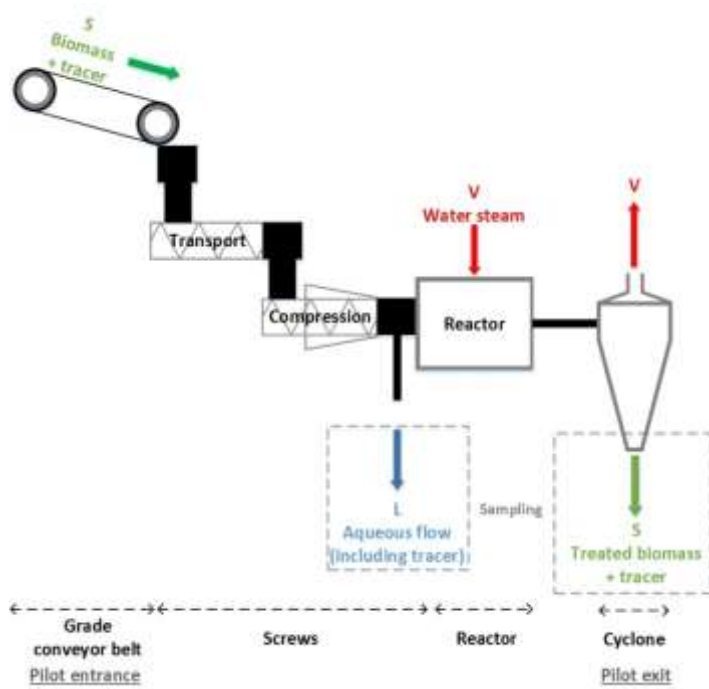 S
Biomass
+ tracer
V
Water steam
V
Transport
Compression
Reactor
L
Aqueous flow
(including tracer)
Sampling
S
Treated biomass
+ tracer
Grade
conveyor belt
Pilot entrance
Screws
Reactor
Cyclone
Pilot exit